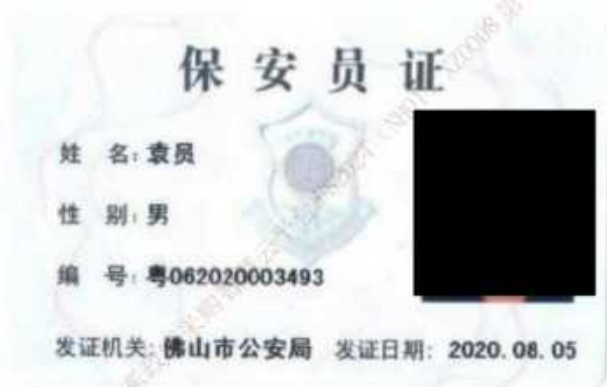 保安员证
姓 名:袁员
性 别:男
编 号:粤062020003493
发证机关:佛山市公安局 发证日期:2020.08.05